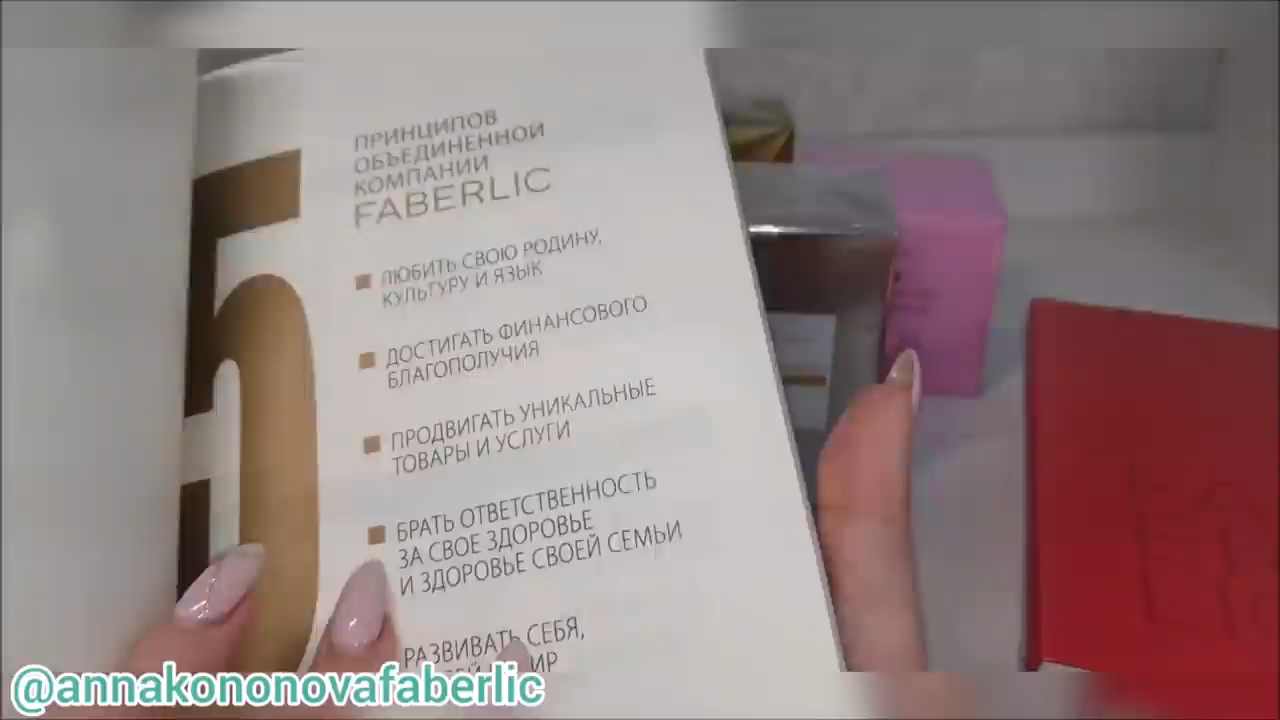 5
ПРИНЦИПОВ
ОБЪЕДИНЕННОЙ
КОМПАНИИ
FABERLIC
ЛЮБИТЬ СВОЮ РОДИНУ,
КУЛЬТУРУ И ЯЗЫК
ДОСТИГАТЬ ФИНАНСОВОГО
БЛАГОПОЛУЧИЯ
ПРОДВИГАТЬ УНИКАЛЬНЫЕ
ТОВАРЫ И УСЛУГИ
БРАТЬ ОТВЕТСТВЕННОСТЬ
ЗА СВОЕ ЗДОРОВЬЕ
И ЗДОРОВЬЕ СВОЕЙ СЕМЬИ
РАЗВИВАТЬ СЕБЯ,
@annakononovafaberlic